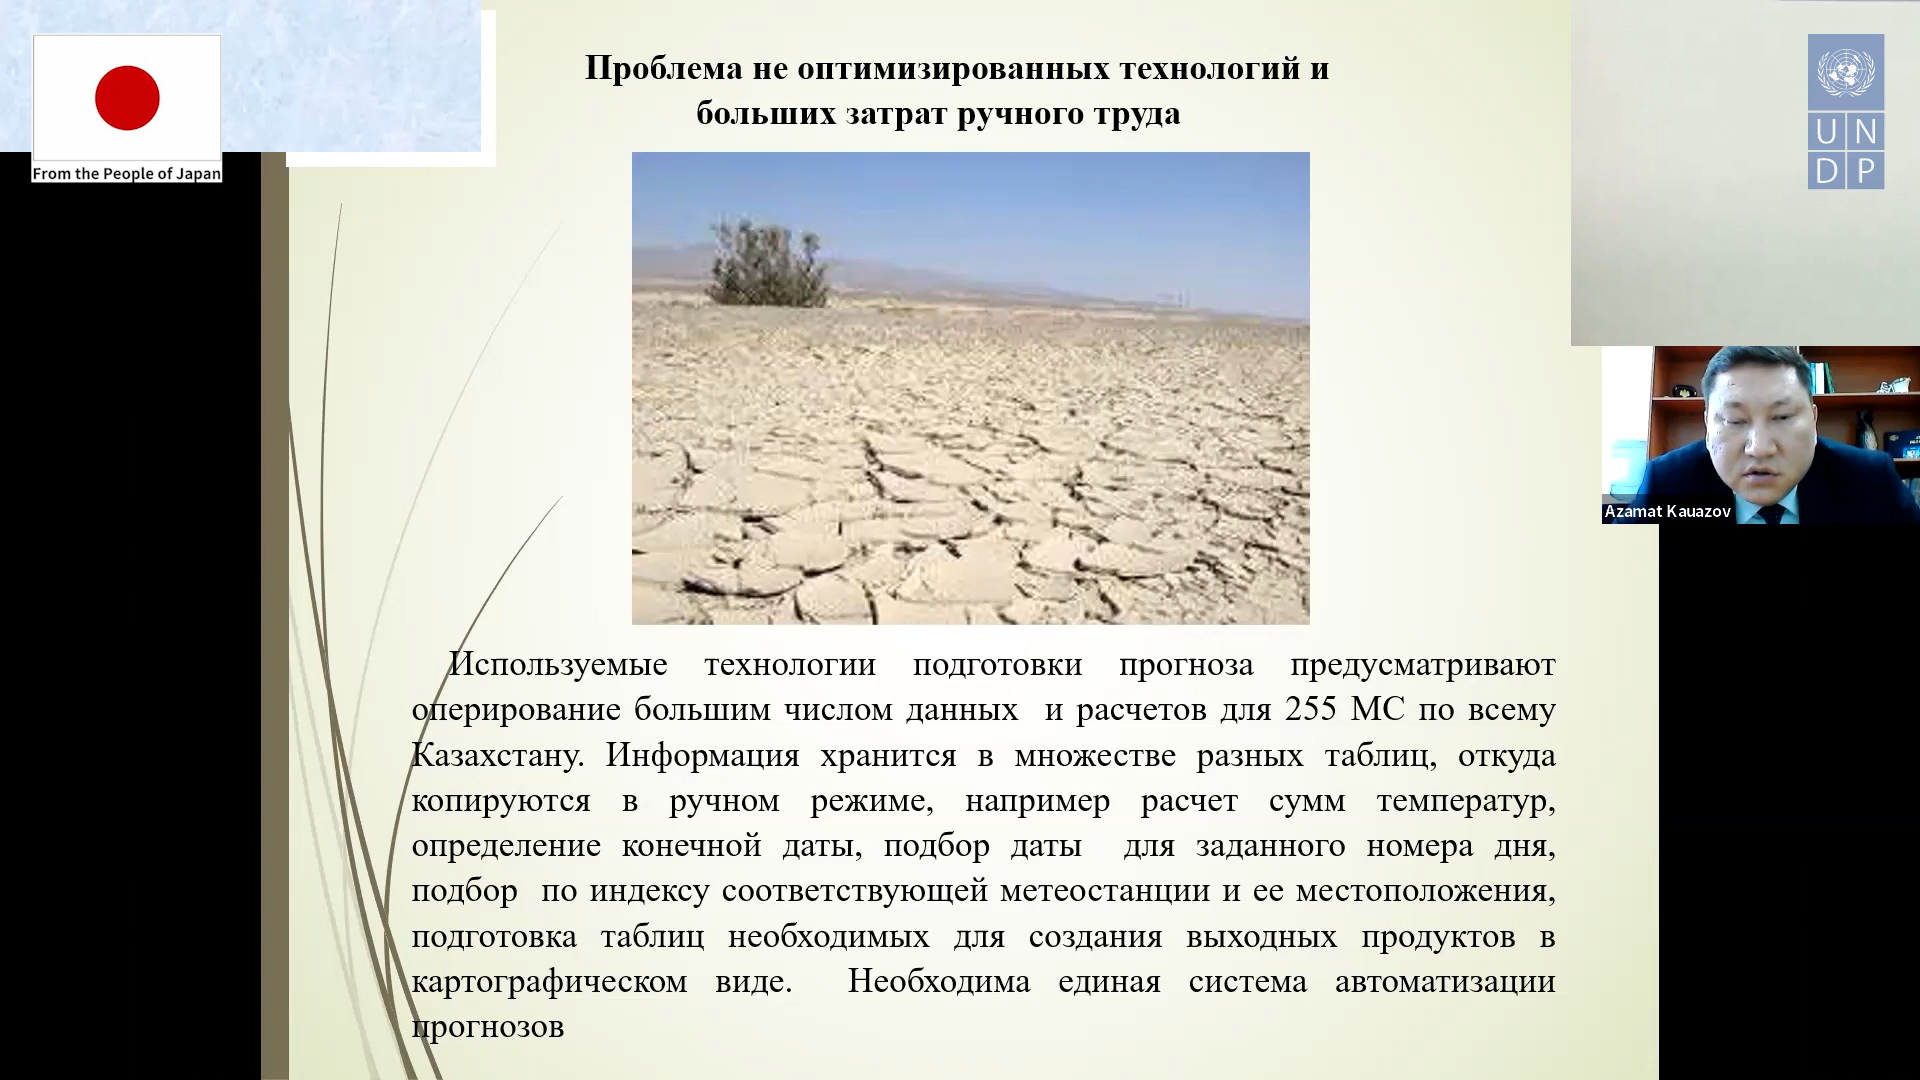 Проблема не оптимизированных технологий и
больших затрат ручного труда
From the People of Japan
U N
D P
Azamat Kauazov
Используемые технологии подготовки прогноза предусматривают
оперирование большим числом данных и расчетов для 255 МС по всему
Казахстану. Информация хранится в множестве разных таблиц, откуда
копируются в ручном режиме, например расчет сумм температур,
определение конечной даты, подбор даты для заданного номера дня,
подбор по индексу соответствующей метеостанции и ее местоположения,
подготовка таблиц необходимых для создания выходных продуктов в
картографическом виде. Необходима единая система автоматизации
прогнозов